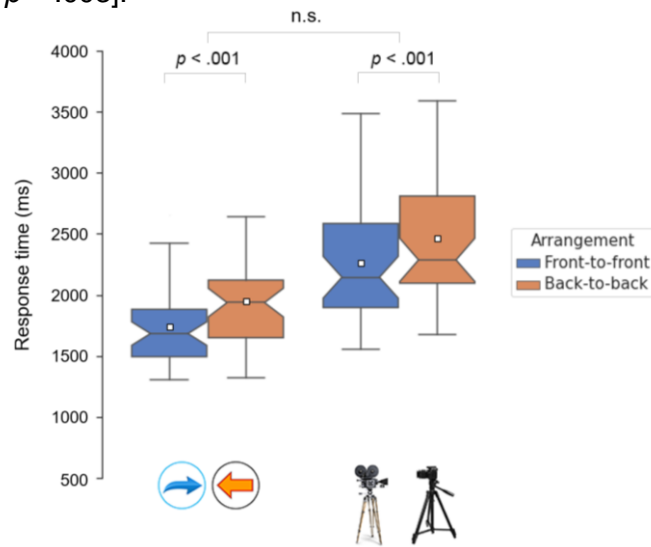 n.s.
p < .001
p < .001
4000
3500
3000
2500
2000
1500
1000
500
Response time (ms)
Arrangement
Front-to-front
Back-to-back